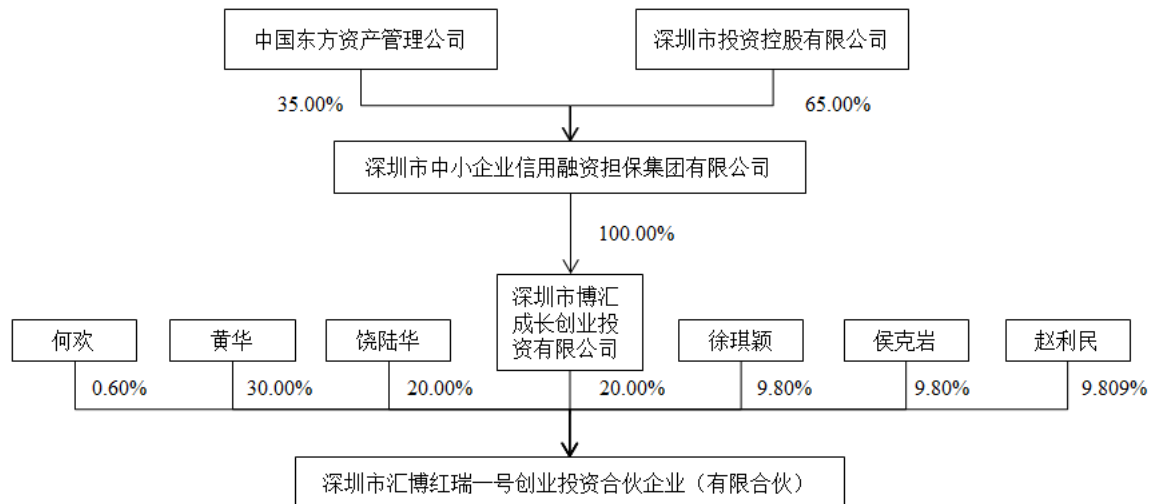 中国东方资产管理公司
深圳市投资控股有限公司
35.00%
65.00%
深圳市中小企业信用融资担保集团有限公司
100.00%
深圳市博汇
成长创业投
资有限公司
何欢
黄华
饶陆华
徐琪颖
侯克岩
赵利民
0.60%
30.00%
20.00%
20.00%
9.80%
9.80%
9.809%
深圳市汇博红瑞一号创业投资合伙企业（有限合伙）